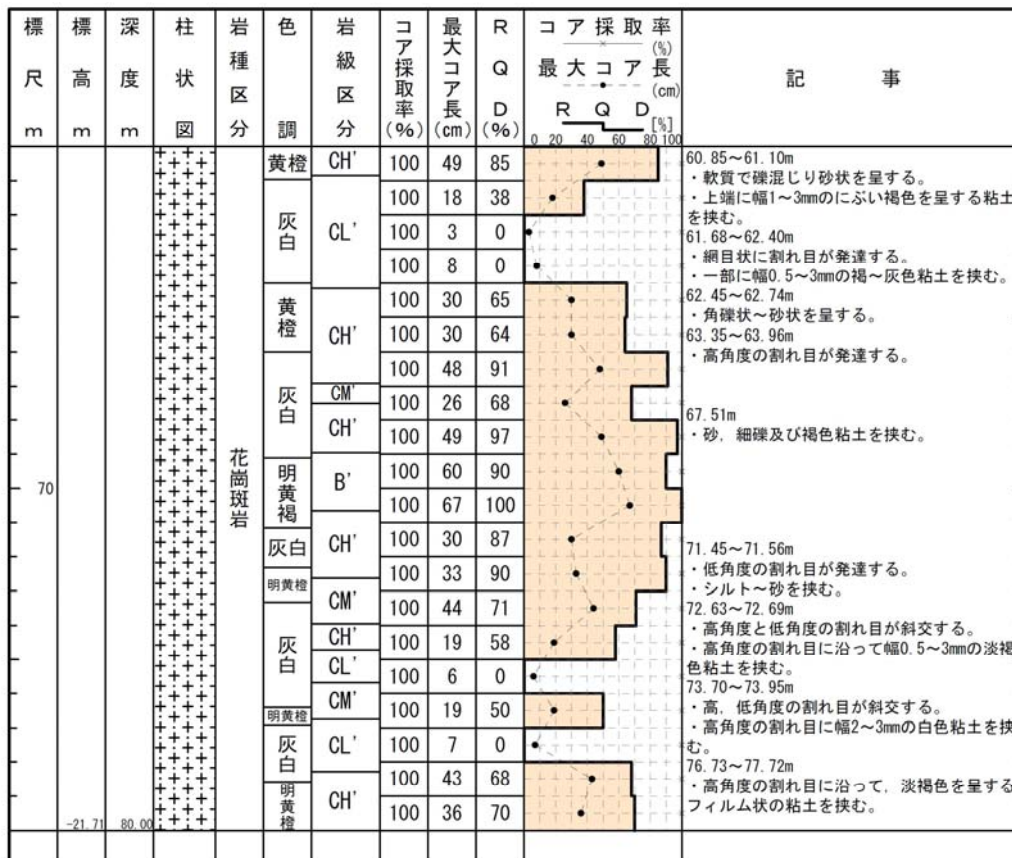 標尺 m
標高 m
深度 m
柱状図
岩種区分
色調
岩級区分
コア採取率(%)
最大コア長(cm)
RQD(%)
コア採取率
(%)
最大コア長
(cm)
RQD
[%]
0 20 40 60 80 100
記事
黄橙 CH' 100 49 85
灰白 CL' 100 18 38
100 3 0
100 8 0
黄橙 CH' 100 30 65
100 30 64
灰白 100 48 91
CM' 100 26 68
CH' 100 49 97
明黄褐 B' 100 60 90
70 100 67 100
花崗斑岩
灰白 CH' 100 30 87
明黄橙 100 33 90
灰白 CM' 100 44 71
CH' 100 19 58
CL' 100 6 0
明黄橙 CM' 100 19 50
灰白 CL' 100 7 0
CH' 100 43 68
明黄橙 100 36 70
-21.71 80.00
60.85～61.10m
・軟質で礫混じり砂状を呈する。
・上端に幅1～3mmのにぶい褐色を呈する粘土
を挟む。
61.68～62.40m
・網目状に割れ目が発達する。
・一部に幅0.5～3mmの褐～灰色粘土を挟む。
62.45～62.74m
・角礫状～砂状を呈する。
63.35～63.96m
・高角度の割れ目が発達する。
67.51m
・砂，細礫及び褐色粘土を挟む。
71.45～71.56m
・低角度の割れ目が発達する。
・シルト～砂を挟む。
72.63～72.69m
・高角度と低角度の割れ目が斜交する。
・高角度の割れ目に沿って幅0.5～3mmの淡褐
色粘土を挟む。
73.70～73.95m
・高，低角度の割れ目が斜交する。
・高角度の割れ目に幅2～3mmの白色粘土を挟
む。
76.73～77.72m
・高角度の割れ目に沿って，淡褐色を呈する
フィルム状の粘土を挟む。